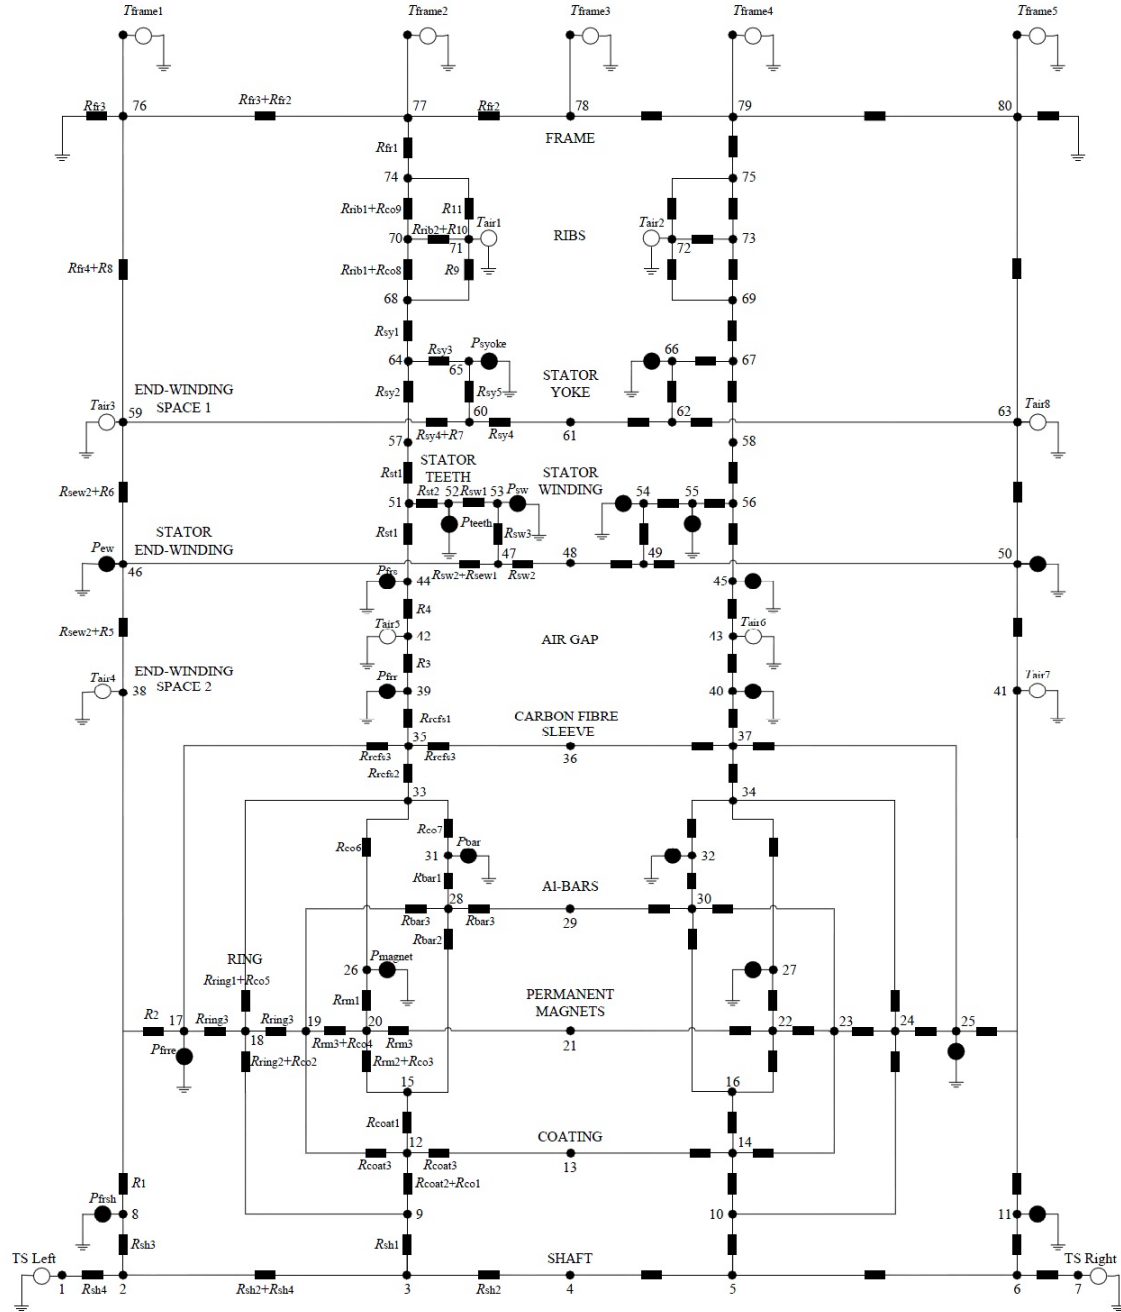 Tframe1 Tframe2 Tframe3 Tframe4 Tframe5
Rfr3 76 Rfr3+Rfr2 77 Rfr2 78 79 80
FRAME
Rfr1
74 75
Rrib1+Rco9 R11 Tair1 Tair2
Rrib2+R10 RIBS
70 71 72 73
Rfr4+R8 Rrib1+Rco8 R9
68 69
Rsy1
Rsy3 Psyoke
64 65 66 67
STATOR
YOKE
Rsy2 Rsy5
END-WINDING
SPACE 1
Tair3 59 60 61 62 63 Tair8
Rsy4+R7 Rsy4
57 58
STATOR
TEETH
STATOR
WINDING
Rst1
51 Rst2 52 Rsw1 53 Psw 54 55 56
Rsew2+R6
Pteeth
Rst1 Rsw3
STATOR
END-WINDING
Pew 46 47 48 49 50
Rsw2+Rsew1 Rsw2
Pfrs 44 45
R4
Rsew2+R5
Tair5 42 AIR GAP 43 Tair6
R3
END-WINDING
SPACE 2
Tair4 38 Pfrr 39 40 41 Tair7
Rrcfs1
CARBON FIBRE
SLEEVE
35 36 37
Rrcfs3 Rrcfs3
Rrcfs2
33 34
Rco7
Rco6 31 Pbar 32
Rbar1
Al-BARS
28 29 30
Rbar3 Rbar3
Rbar2
RING
Rring1+Rco5
26 Pmagnet 27
Rrm1
PERMANENT
MAGNETS
R2 17 Rring3 18 Rring3 19 20 Rrm3 21 22 23 24 25
Rrm3+Rco4
Pfrre Rring2+Rco2 Rrm2+Rco3
15 16
Rcoat1
COATING
12 13 14
Rcoat3 Rcoat3
R1 Rcoat2+Rco1
Pfrsh 8 9 10 11
Rsh3 Rsh1
TS Left SHAFT TS Right
1 Rsh4 2 Rsh2+Rsh4 3 Rsh2 4 5 6 7